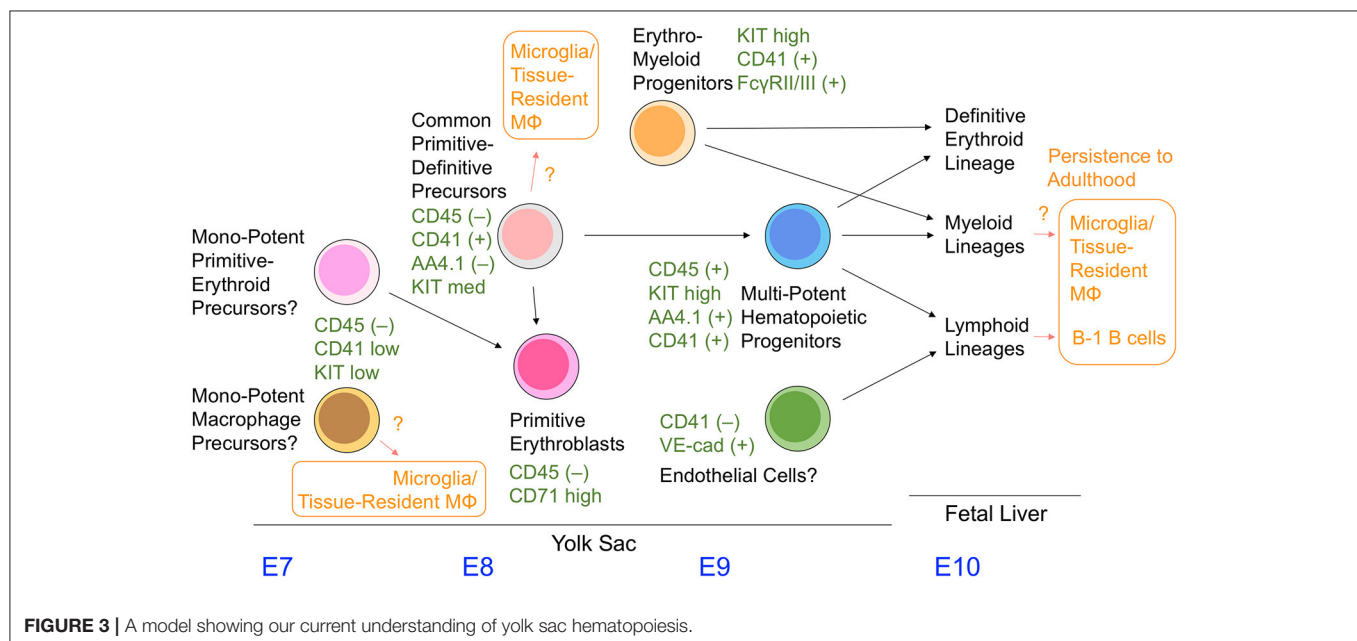 Erythro-
Myeloid
Progenitors
KIT high
CD41 (+)
FcγRII/III (+)
Microglia/
Tissue-
Resident
MΦ
?
Common
Primitive-
Definitive
Precursors
CD45 (–)
CD41 (+)
AA4.1 (–)
KIT med
Definitive
Erythroid
Lineage
Persistence to
Adulthood
Mono-Potent
Primitive-
Erythroid
Precursors?
CD45 (–)
CD41 low
KIT low
CD45 (+)
KIT high
AA4.1 (+)
CD41 (+)
Multi-Potent
Hematopoietic
Progenitors
Myeloid
Lineages
?
Microglia/
Tissue-
Resident
MΦ
B-1 B cells
Lymphoid
Lineages
Mono-Potent
Macrophage
Precursors?
?
Microglia/
Tissue-Resident MΦ
Primitive
Erythroblasts
CD45 (–)
CD71 high
CD41 (–)
VE-cad (+)
Endothelial Cells?
Fetal Liver
Yolk Sac
E7 E8 E9 E10
FIGURE 3 | A model showing our current understanding of yolk sac hematopoiesis.